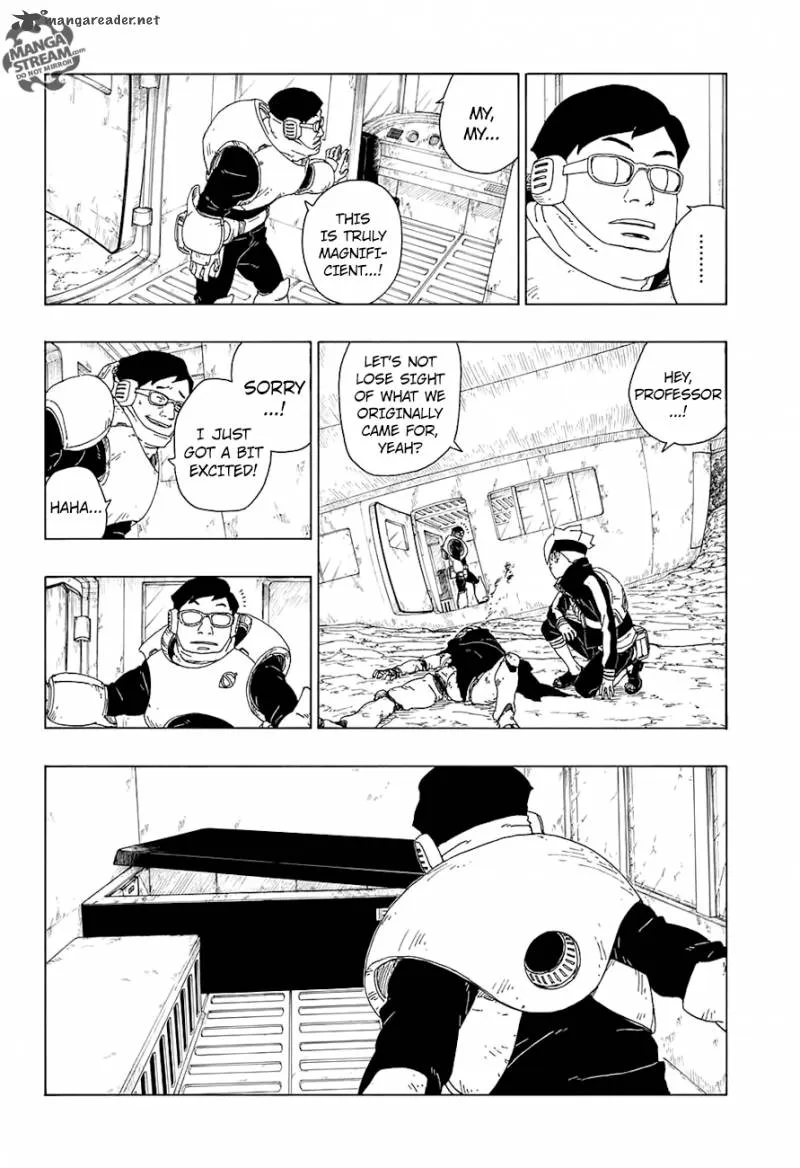 mangareader.net
MANGA
STREAM.com
DO NOT MIRROR
.........
MY,
MY...
THIS
IS TRULY
MAGNIFI-
CIENT...!
HEY,
PROFESSOR
...!
LET'S NOT
LOSE SIGHT
OF WHAT WE
ORIGINALLY
CAME FOR,
YEAH?
SORRY
...!
I JUST
GOT A BIT
EXCITED!
HAHA...